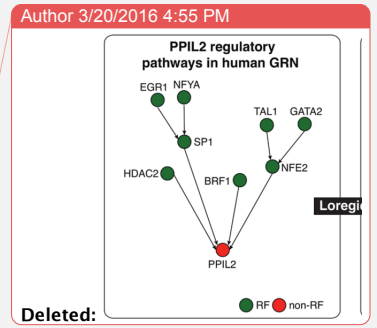 Author 3/20/2016 4:55 PM
PPIL2 regulatory
pathways in human GRN
EGR1 NFYA
TAL1 GATA2
SP1
HDAC2
BRF1
NFE2
Loregi
PPIL2
RF non-RF
Deleted: